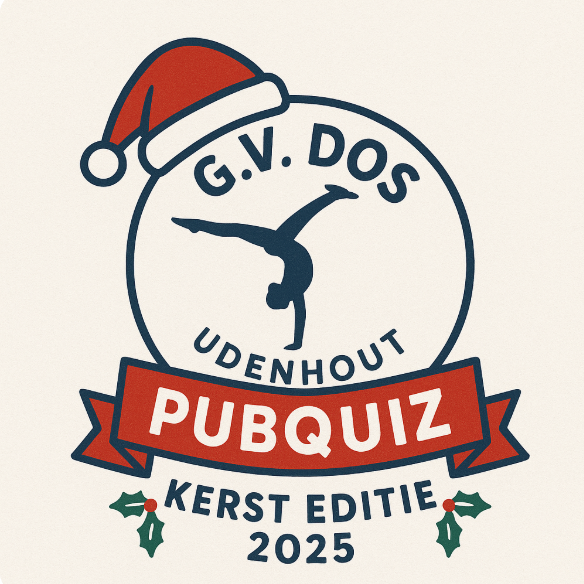 G.V. DOS
UDENHOUT
PUBQUIZ
KERST EDITIE
2025